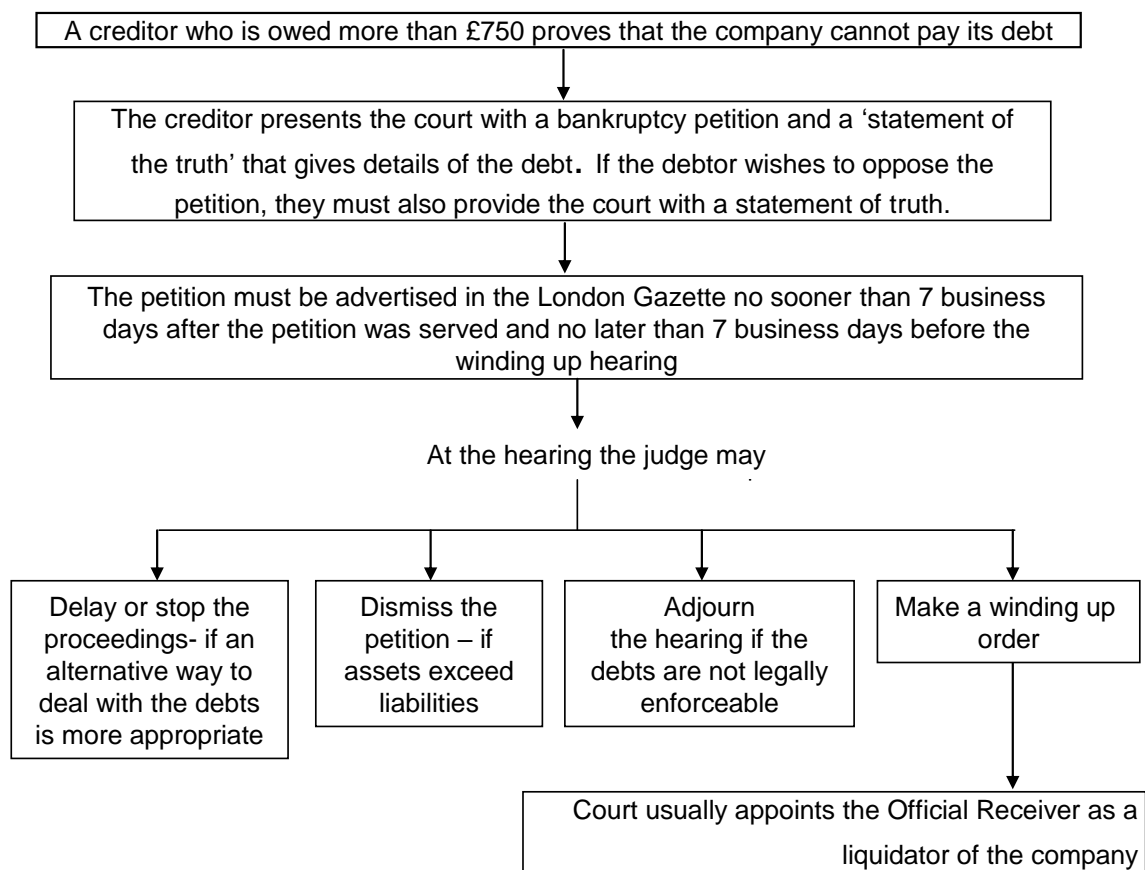 A creditor who is owed more than £750 proves that the company cannot pay its debt
The creditor presents the court with a bankruptcy petition and a ‘statement of
the truth’ that gives details of the debt. If the debtor wishes to oppose the
petition, they must also provide the court with a statement of truth.
The petition must be advertised in the London Gazette no sooner than 7 business
days after the petition was served and no later than 7 business days before the
winding up hearing
At the hearing the judge may
Delay or stop the
proceedings- if an
alternative way to
deal with the debts
is more appropriate
Dismiss the
petition – if
assets exceed
liabilities
Adjourn
the hearing if the
debts are not legally
enforceable
Make a winding up
order
Court usually appoints the Official Receiver as a
liquidator of the company